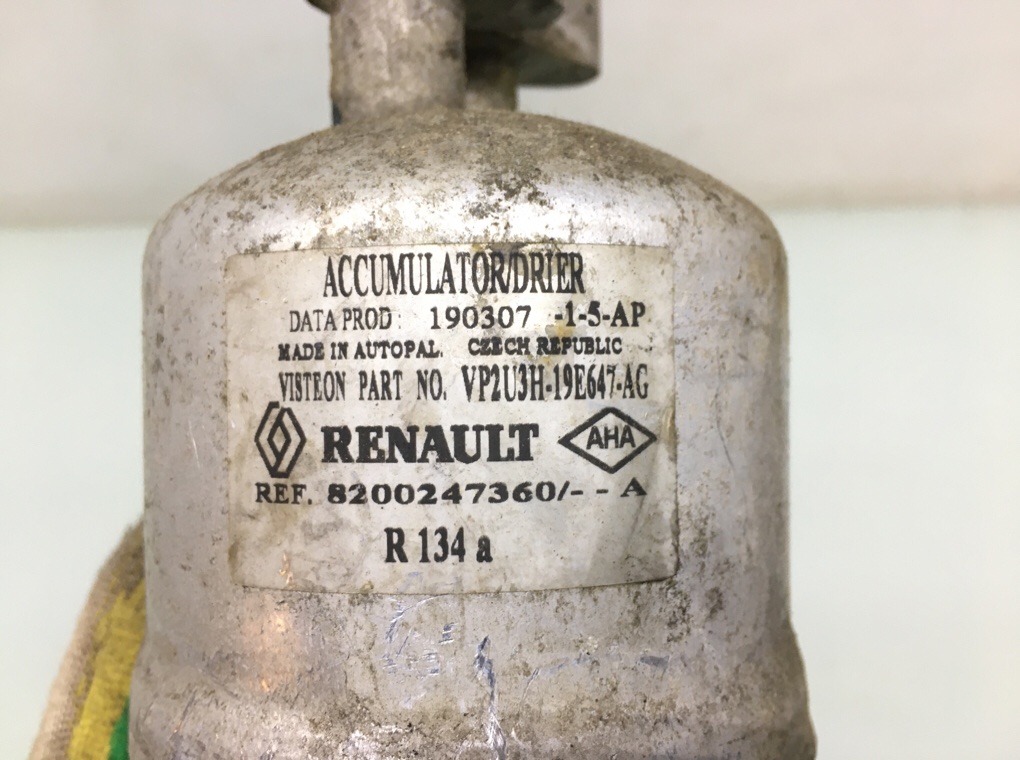 ACCUMULATOR/DRIER
DATA PROD: 190307 -1-5-AP
MADE IN AUTOPAL. CZECH REPUBLIC
VISTEON PART NO. VP2U3H-19E647-AG
RENAULT AHA
REF. 8200247360/- - A
R 134 a